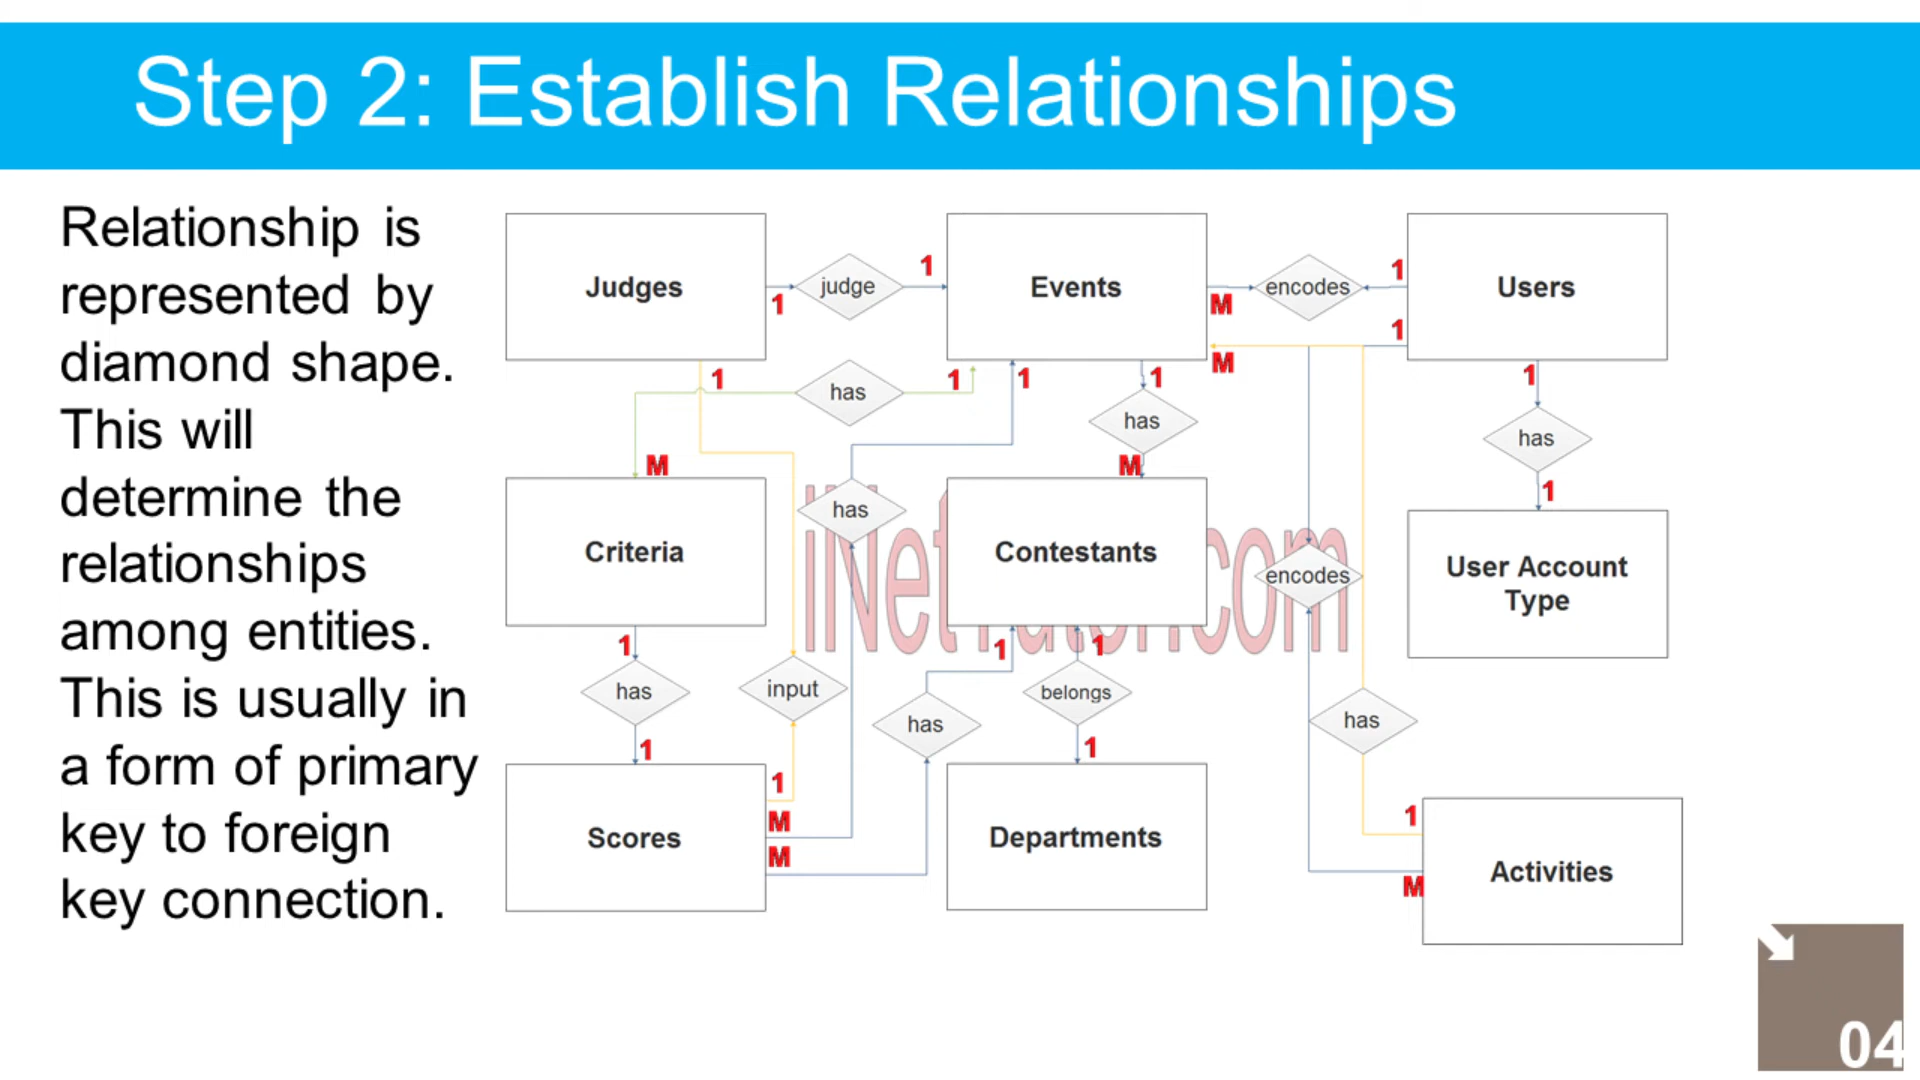 Step 2: Establish Relationships
Relationship is
represented by
diamond shape.
This will
determine the
relationships
among entities.
This is usually in
a form of primary
key to foreign
key connection.
Judges
1
judge
1
Events
M
encodes
1
Users
1
M
1
has
1
1
1
has
M
1
has
1
M
Criteria
has
Contestants
encodes
User Account
Type
1
has
1
input
1
has
1
belongs
1
has
Scores
1
M
M
Departments
1
M
Activities
04